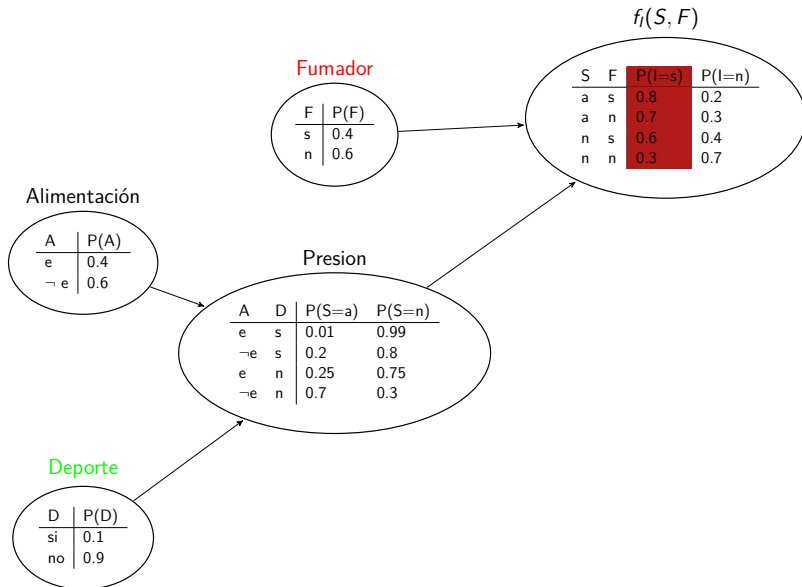 f_I(S, F)
S F P(I=s) P(I=n)
a s 0.8 0.2
a n 0.7 0.3
n s 0.6 0.4
n n 0.3 0.7
Fumador
F P(F)
s 0.4
n 0.6
Alimentación
A P(A)
e 0.4
¬ e 0.6
Presion
A D P(S=a) P(S=n)
e s 0.01 0.99
¬e s 0.2 0.8
e n 0.25 0.75
¬e n 0.7 0.3
Deporte
D P(D)
si 0.1
no 0.9